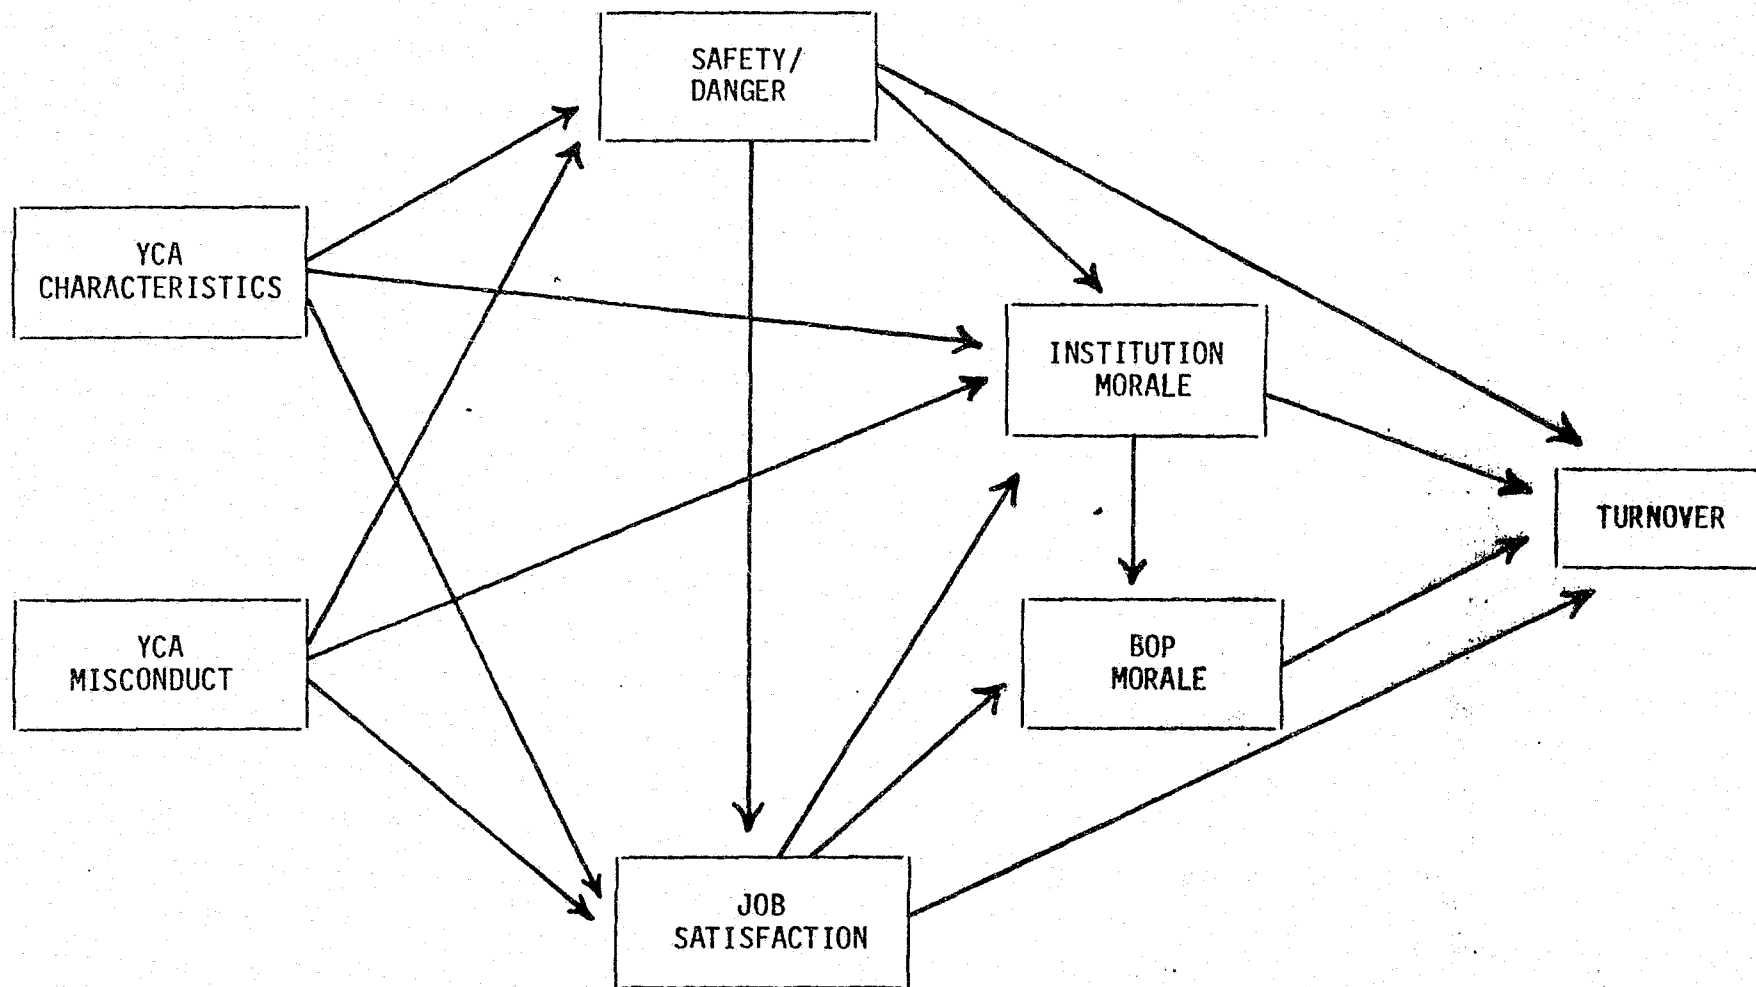 SAFETY/
DANGER
YCA
CHARACTERISTICS
INSTITUTION
MORALE
TURNOVER
YCA
MISCONDUCT
BOP
MORALE
JOB
SATISFACTION